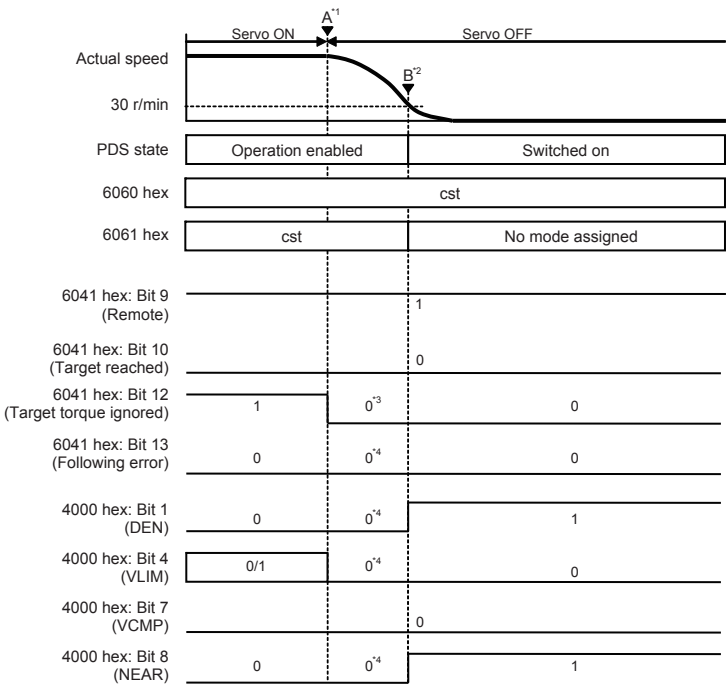 A*1
Servo ON
Servo OFF
Actual speed
B*2
30 r/min
PDS state
Operation enabled
Switched on
6060 hex
cst
6061 hex
cst
No mode assigned
6041 hex: Bit 9
(Remote)
1
6041 hex: Bit 10
(Target reached)
0
6041 hex: Bit 12
(Target torque ignored)
1
0*3
0
6041 hex: Bit 13
(Following error)
0
0*4
0
4000 hex: Bit 1
(DEN)
0
0*4
1
4000 hex: Bit 4
(VLIM)
0/1
0*4
0
4000 hex: Bit 7
(VCMP)
0
4000 hex: Bit 8
(NEAR)
0
0*4
1